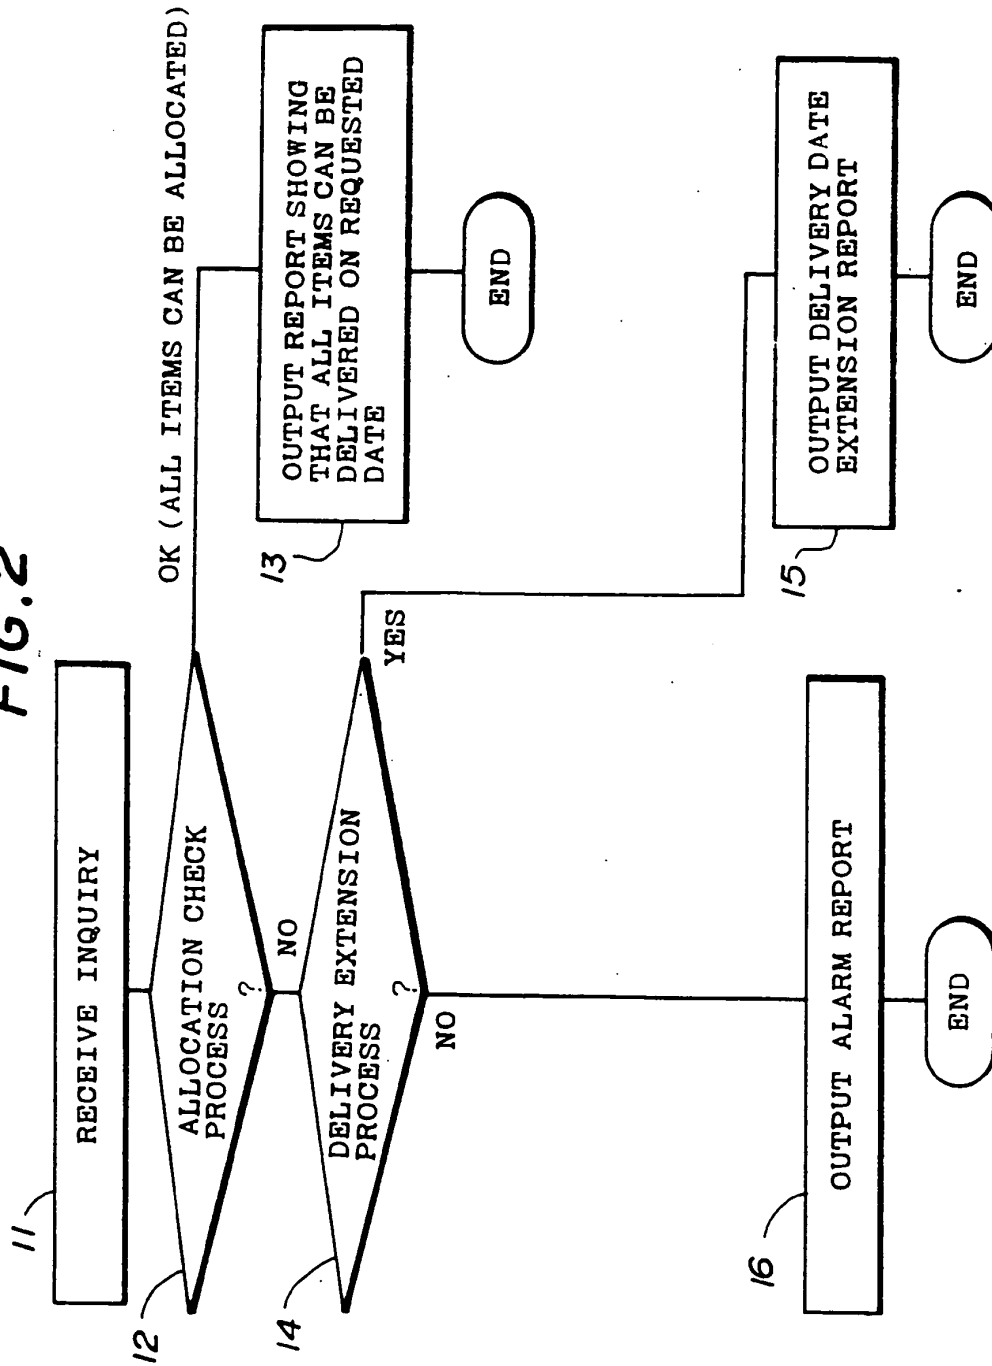 FIG.2
11
RECEIVE INQUIRY
12
ALLOCATION CHECK
PROCESS
?
OK (ALL ITEMS CAN BE ALLOCATED)
NO
13
OUTPUT REPORT SHOWING
THAT ALL ITEMS CAN BE
DELIVERED ON REQUESTED
DATE
END
14
DELIVERY EXTENSION
PROCESS
?
YES
NO
15
OUTPUT DELIVERY DATE
EXTENSION REPORT
END
16
OUTPUT ALARM REPORT
END